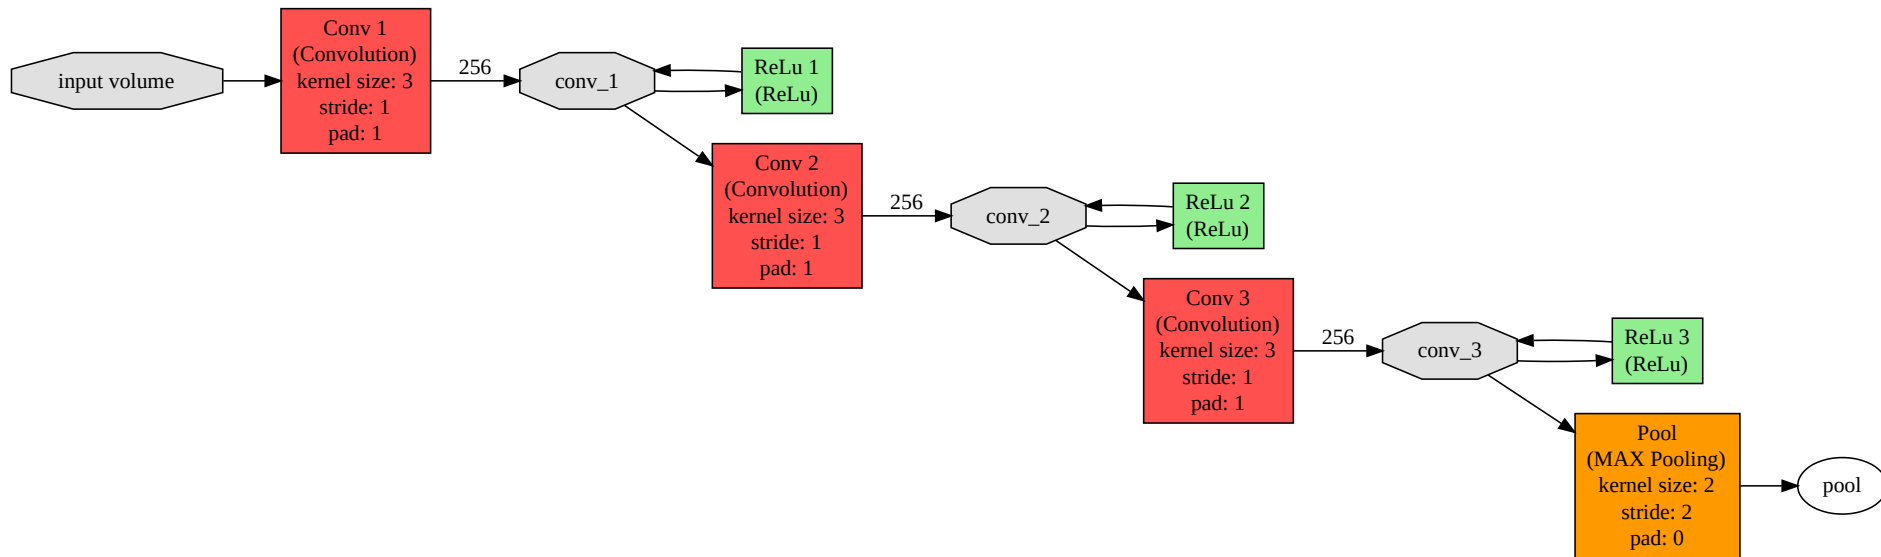 input volume
Conv 1
(Convolution)
kernel size: 3
stride: 1
pad: 1
256
conv_1
ReLu 1
(ReLu)
Conv 2
(Convolution)
kernel size: 3
stride: 1
pad: 1
256
conv_2
ReLu 2
(ReLu)
Conv 3
(Convolution)
kernel size: 3
stride: 1
pad: 1
256
conv_3
ReLu 3
(ReLu)
Pool
(MAX Pooling)
kernel size: 2
stride: 2
pad: 0
pool